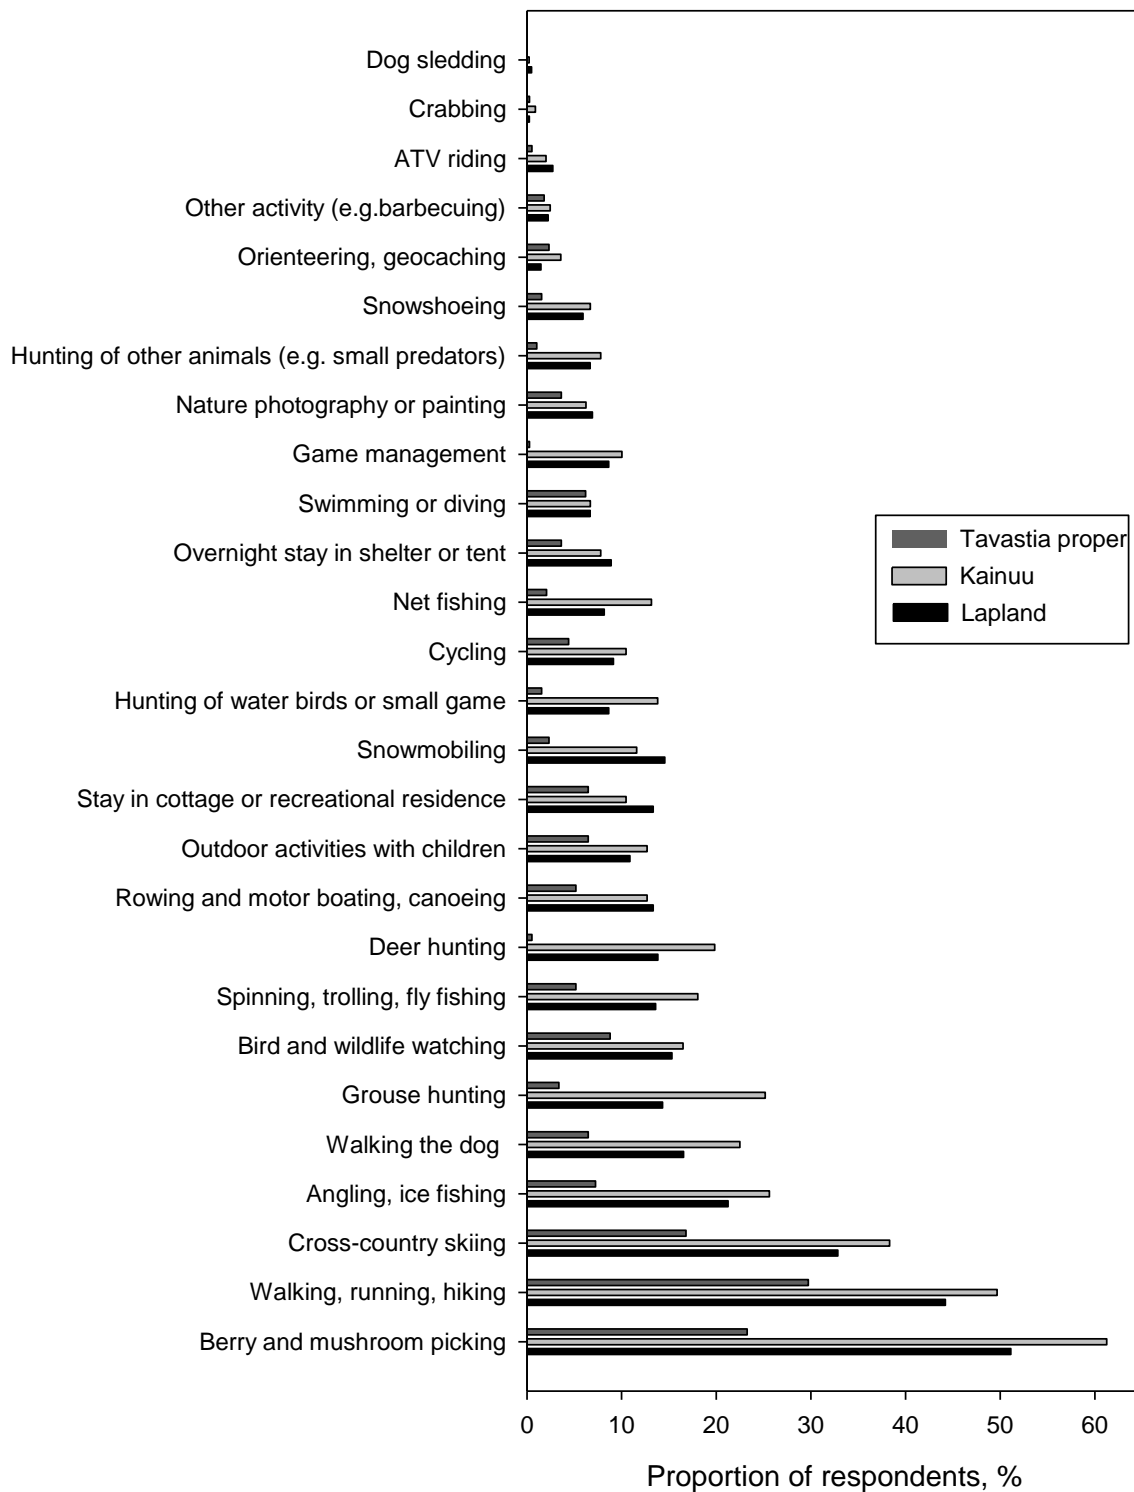 Dog sledding
Crabbing
ATV riding
Other activity (e.g.barbecuing)
Orienteering, geocaching
Snowshoeing
Hunting of other animals (e.g. small predators)
Nature photography or painting
Game management
Swimming or diving
Overnight stay in shelter or tent
Net fishing
Cycling
Hunting of water birds or small game
Snowmobiling
Stay in cottage or recreational residence
Outdoor activities with children
Rowing and motor boating, canoeing
Deer hunting
Spinning, trolling, fly fishing
Bird and wildlife watching
Grouse hunting
Walking the dog
Angling, ice fishing
Cross-country skiing
Walking, running, hiking
Berry and mushroom picking
Tavastia proper
Kainuu
Lapland
0 10 20 30 40 50 60
Proportion of respondents, %